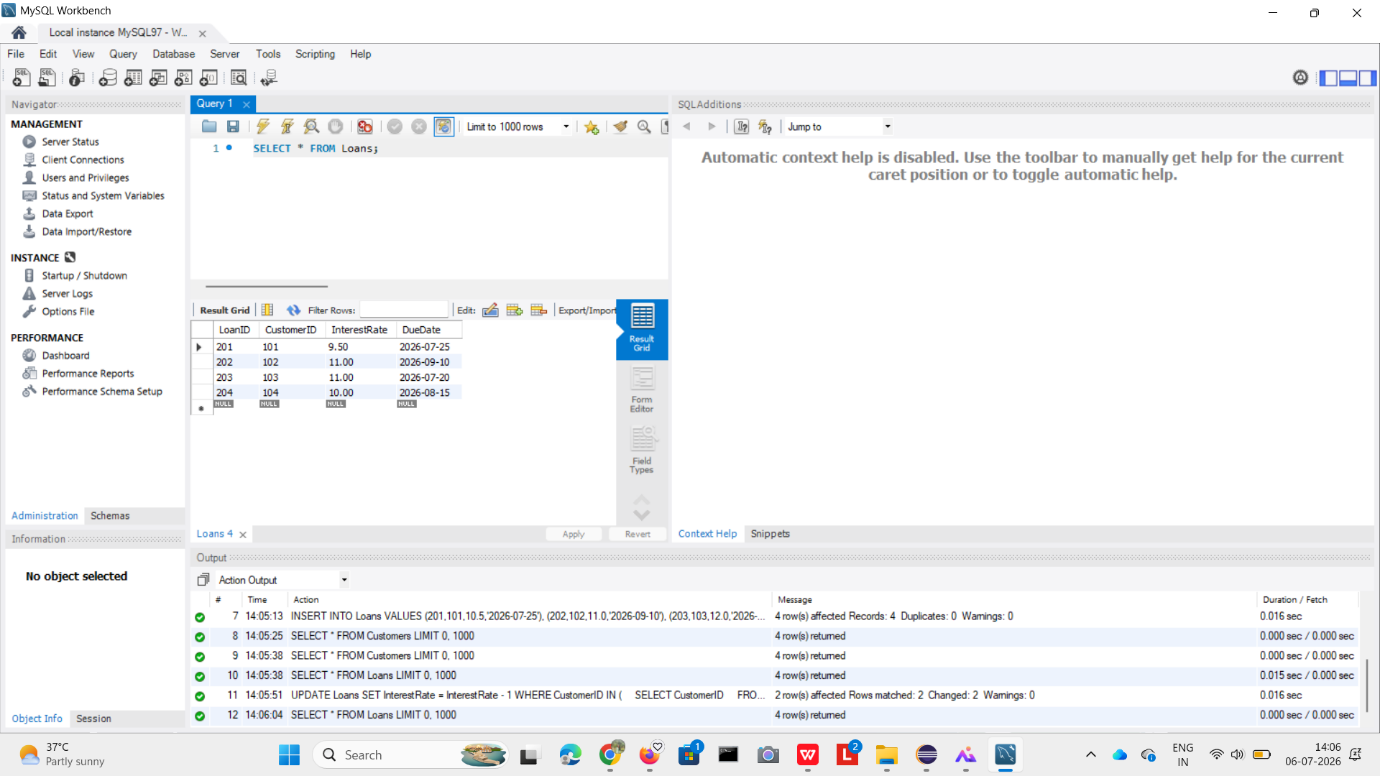 MySQL Workbench
Local instance MySQL97 - W...
File Edit View Query Database Server Tools Scripting Help
Navigator
MANAGEMENT
Server Status
Client Connections
Users and Privileges
Status and System Variables
Data Export
Data Import/Restore
INSTANCE
Startup / Shutdown
Server Logs
Options File
PERFORMANCE
Dashboard
Performance Reports
Performance Schema Setup
Administration Schemas
Information
No object selected
Object Info Session
Query 1
Limit to 1000 rows
1 SELECT * FROM Loans;
Result Grid Filter Rows: Edit: Export/Import
LoanID CustomerID InterestRate DueDate
201 101 9.50 2026-07-25
202 102 11.00 2026-09-10
203 103 11.00 2026-07-20
204 104 10.00 2026-08-15
NULL NULL NULL NULL
Result Grid
Form Editor
Field Types
Loans 4 Apply Revert
SQLAdditions
Jump to
Automatic context help is disabled. Use the toolbar to manually get help for the current
caret position or to toggle automatic help.
Context Help Snippets
Output
Action Output
# Time Action Message Duration / Fetch
7 14:05:13 INSERT INTO Loans VALUES (201,101,10.5,'2026-07-25'), (202,102,11.0,'2026-09-10'), (203,103,12.0,'2026-... 4 row(s) affected Records: 4 Duplicates: 0 Warnings: 0 0.016 sec
8 14:05:25 SELECT * FROM Customers LIMIT 0, 1000 4 row(s) returned 0.000 sec / 0.000 sec
9 14:05:38 SELECT * FROM Customers LIMIT 0, 1000 4 row(s) returned 0.000 sec / 0.000 sec
10 14:05:38 SELECT * FROM Loans LIMIT 0, 1000 4 row(s) returned 0.015 sec / 0.000 sec
11 14:05:51 UPDATE Loans SET InterestRate = InterestRate - 1 WHERE CustomerID IN ( SELECT CustomerID FRO... 2 row(s) affected Rows matched: 2 Changed: 2 Warnings: 0 0.016 sec
12 14:06:04 SELECT * FROM Loans LIMIT 0, 1000 4 row(s) returned 0.000 sec / 0.000 sec
37°C
Partly sunny
Search
1
2
ENG
IN
14:06
06-07-2026